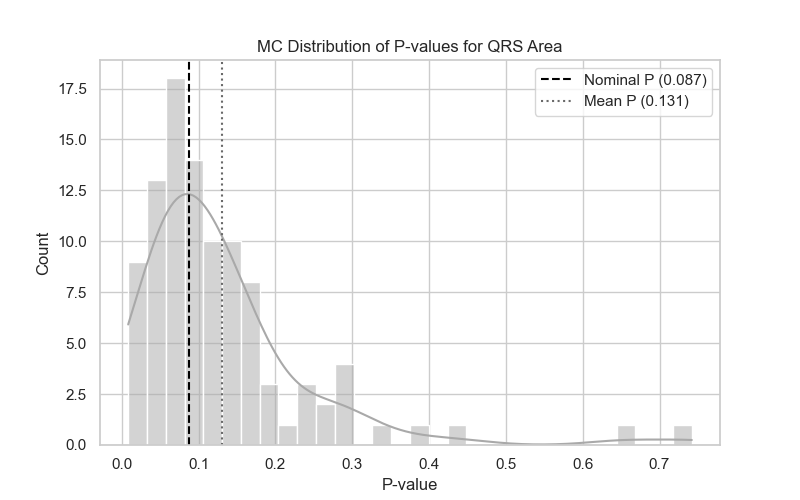 MC Distribution of P-values for QRS Area
Nominal P (0.087)
Mean P (0.131)
17.5
15.0
12.5
10.0
7.5
5.0
2.5
0.0
Count
0.0 0.1 0.2 0.3 0.4 0.5 0.6 0.7
P-value